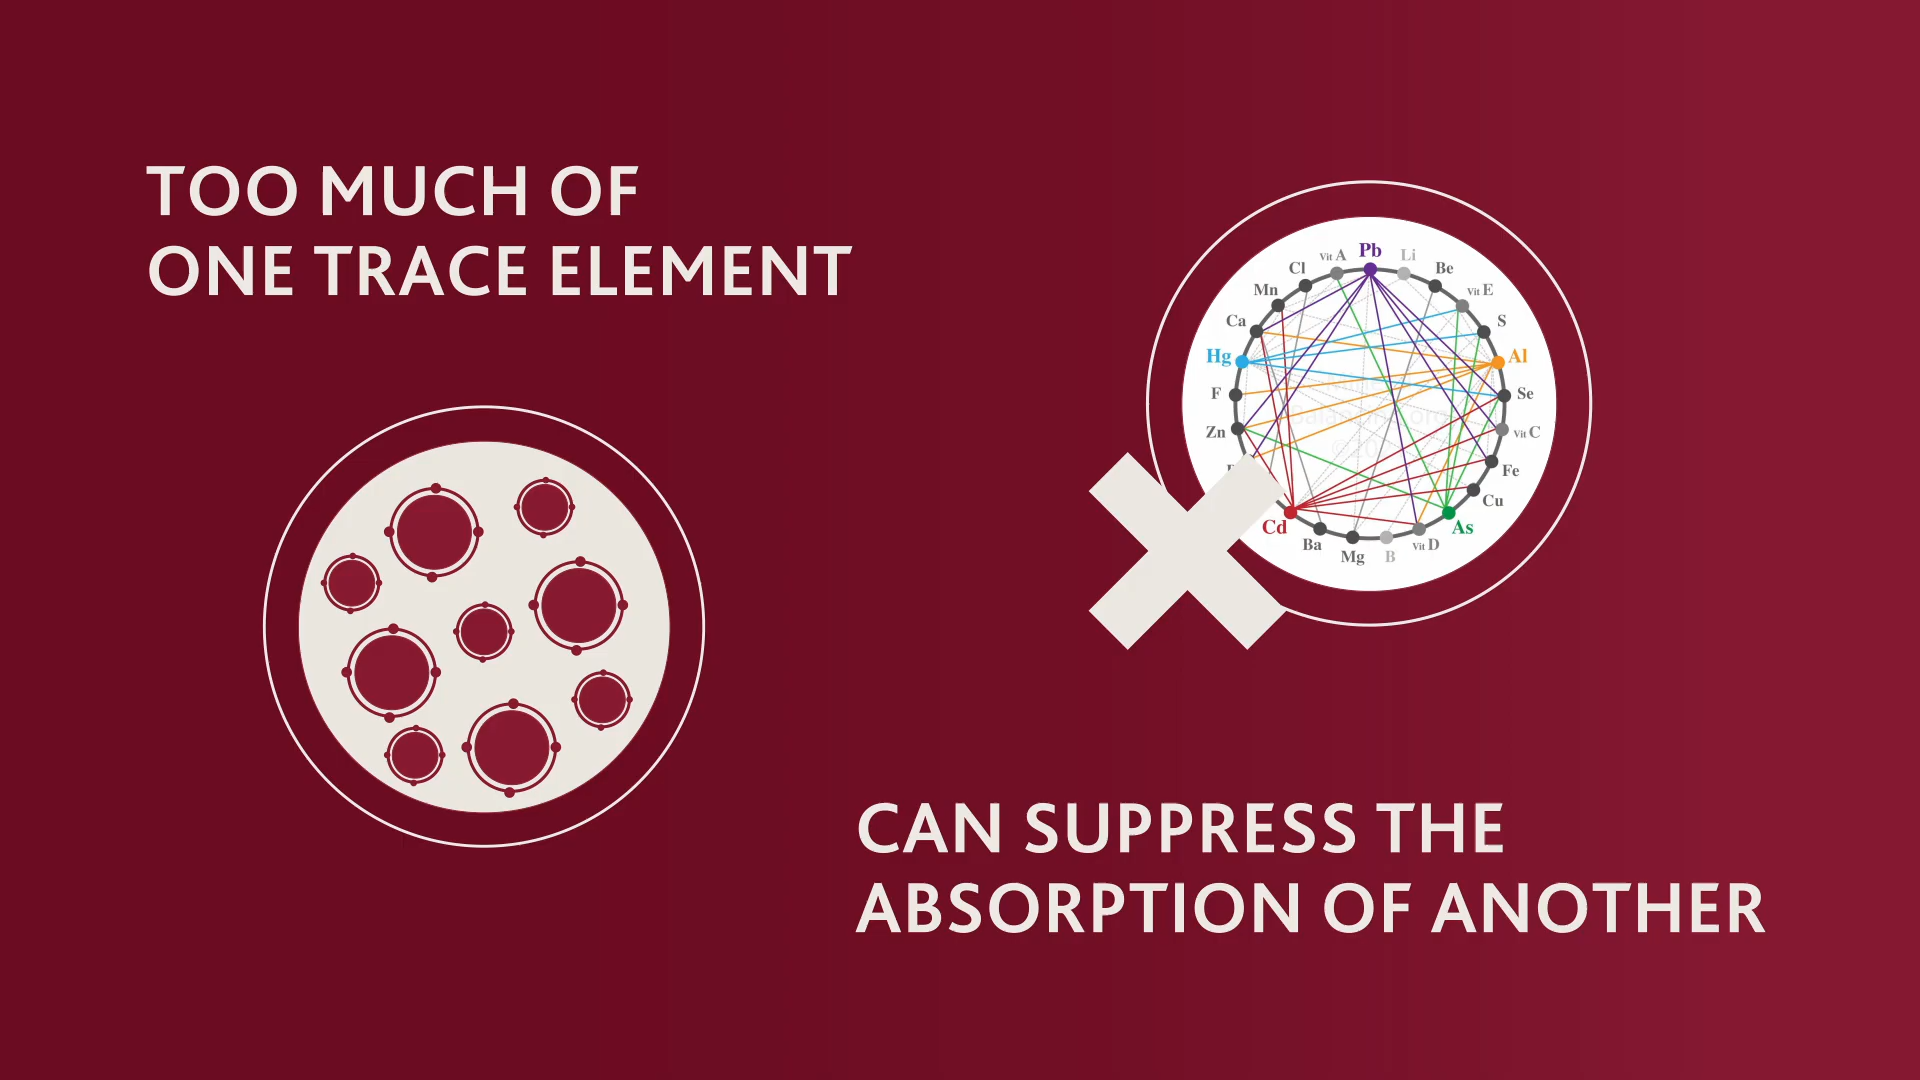 TOO MUCH OF
ONE TRACE ELEMENT
Pb
Li
Be
Vit E
S
Al
Se
Vit C
Fe
Cu
As
Vit D
B
Mg
Ba
Cd
Zn
F
Hg
Ca
Mn
Cl
Vit A
CAN SUPPRESS THE
ABSORPTION OF ANOTHER